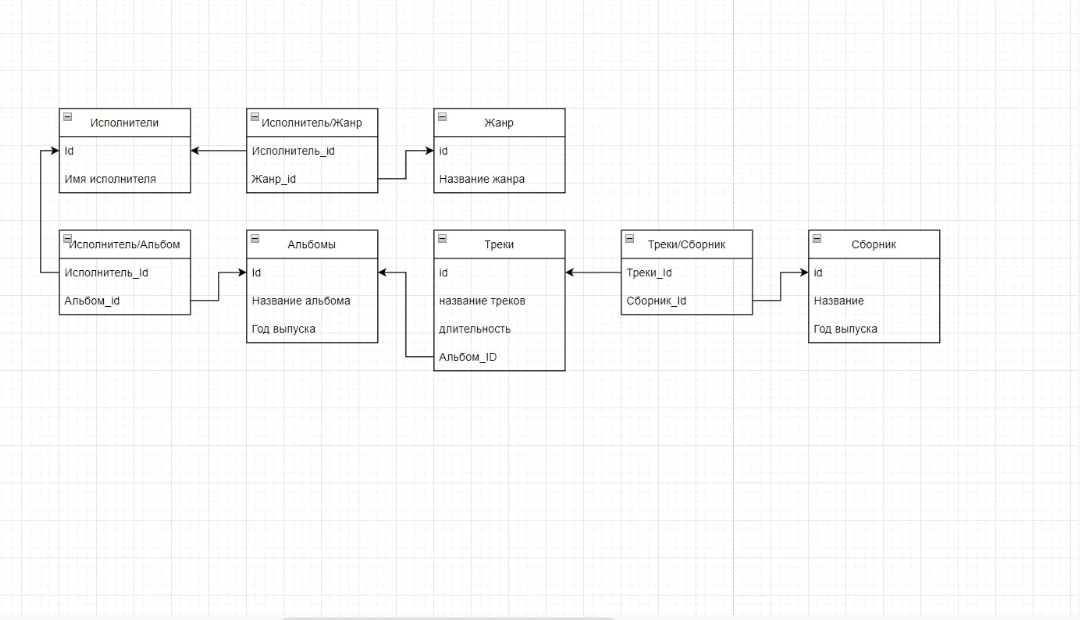 Исполнители
Id
Имя исполнителя
Исполнитель/Жанр
Исполнитель_id
Жанр_id
Жанр
id
Название жанра
Исполнитель/Альбом
Исполнитель_Id
Альбом_id
Альбомы
Id
Название альбома
Год выпуска
Треки
id
название треков
длительность
Альбом_ID
Треки/Сборник
Треки_Id
Сборник_Id
Сборник
id
Название
Год выпуска